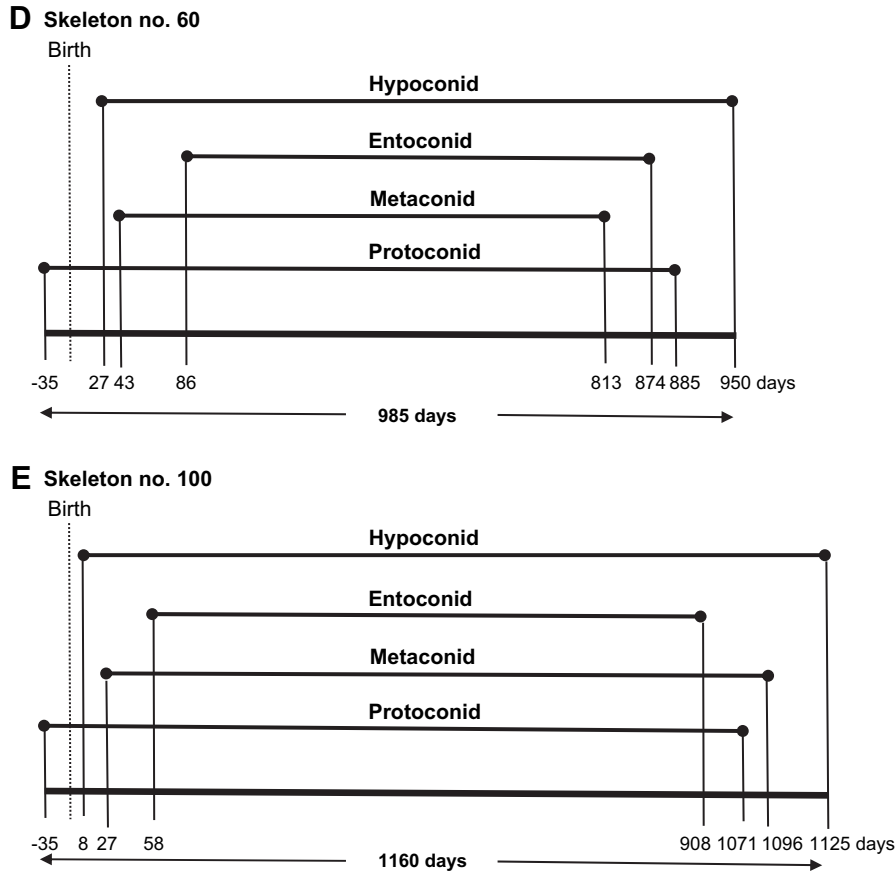 D Skeleton no. 60
Birth
Hypoconid
Entoconid
Metaconid
Protoconid
-35 27 43 86 813 874 885 950 days
985 days
E Skeleton no. 100
Birth
Hypoconid
Entoconid
Metaconid
Protoconid
-35 8 27 58 908 1071 1096 1125 days
1160 days